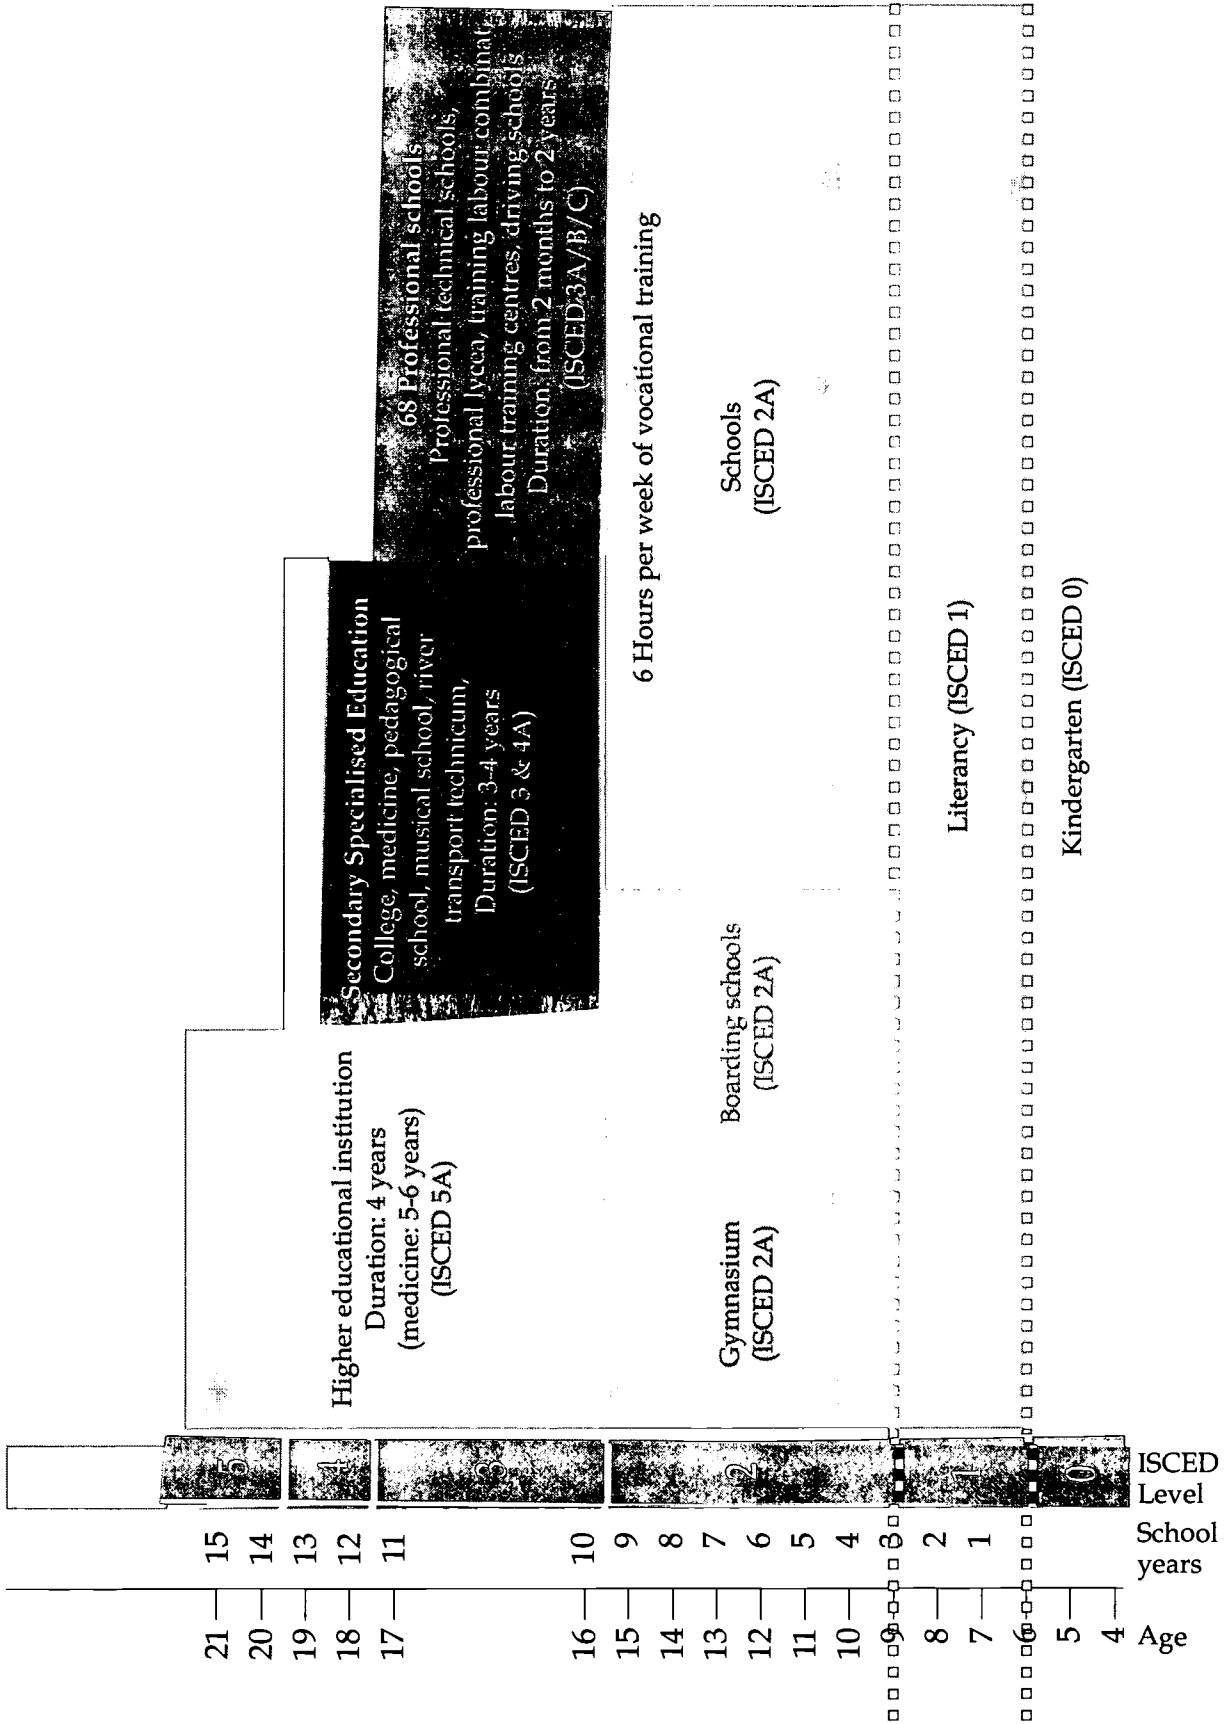 68 Professional schools
Professional technical schools,
professional lycea, training labour combinat,
labour training centres, driving schools
Duration: from 2 months to 2 years
(ISCED 3A/B/C)
Secondary Specialised Education
College, medicine, pedagogical
school, musical school, river
transport technicum,
Duration: 3-4 years
(ISCED 3 & 4A)
Higher educational institution
Duration: 4 years
(medicine: 5-6 years)
(ISCED 5A)
6 Hours per week of vocational training
Schools
(ISCED 2A)
Boarding schools
(ISCED 2A)
Gymnasium
(ISCED 2A)
Literancy (ISCED 1)
Kindergarten (ISCED 0)
5
4
3
2
1
0
ISCED
Level
15
14
13
12
11
10
9
8
7
6
5
4
3
2
1
School
years
21
20
19
18
17
16
15
14
13
12
11
10
9
8
7
6
5
4
Age